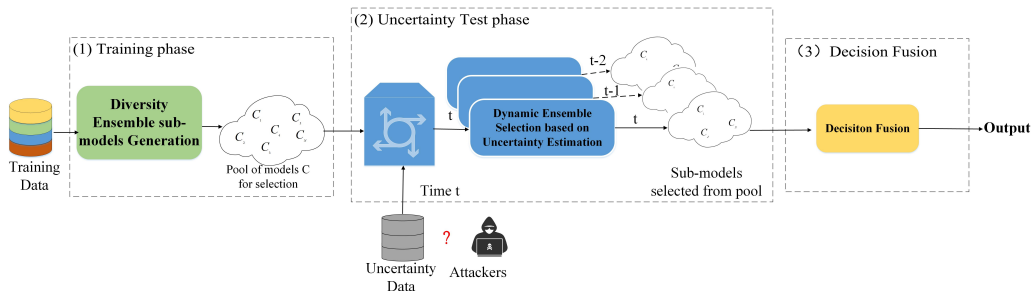 (1) Training phase
(2) Uncertainty Test phase
(3) Decision Fusion
Diversity
Ensemble sub-
models Generation
Training
Data
Pool of models C
for selection
t
t-2
t-1
t
Dynamic Ensemble
Selection based on
Uncertainty Estimation
Sub-models
selected from pool
Time t
Uncertainty
Data
?
Attackers
Decisiton Fusion
Output